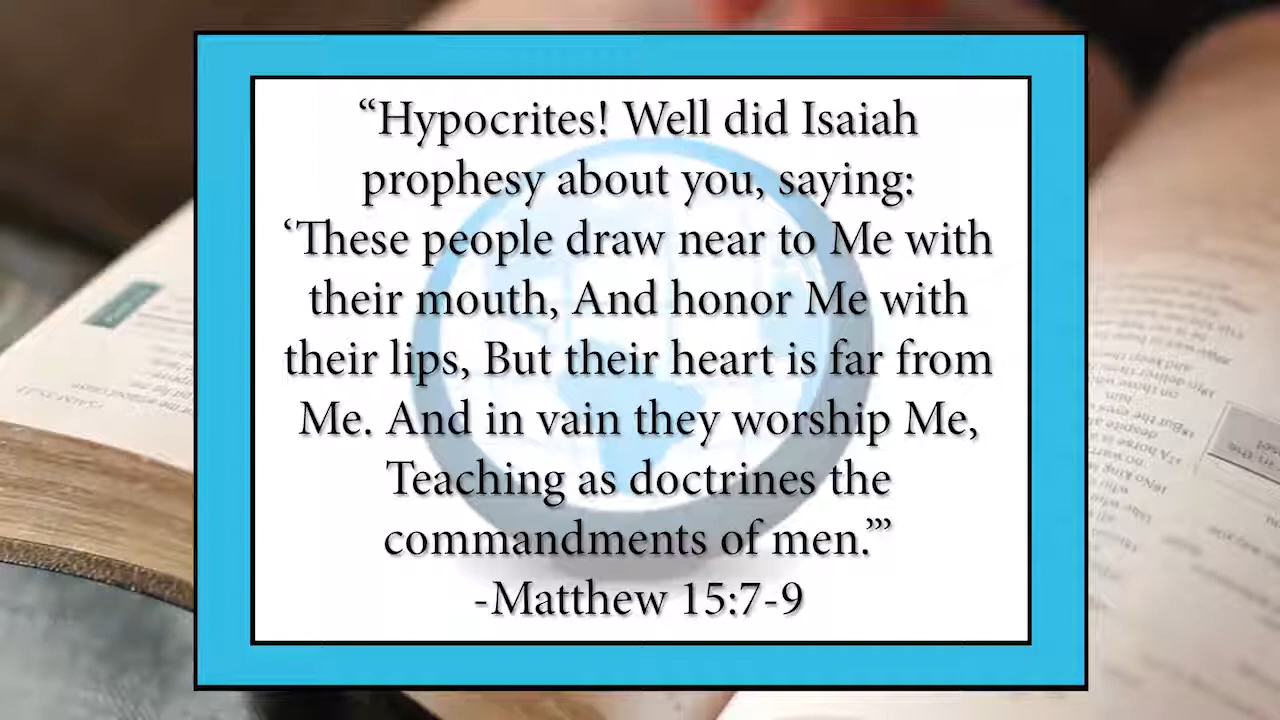 “Hypocrites! Well did Isaiah
prophesy about you, saying:
‘These people draw near to Me with
their mouth, And honor Me with
their lips, But their heart is far from
Me. And in vain they worship Me,
Teaching as doctrines the
commandments of men.’”
-Matthew 15:7-9